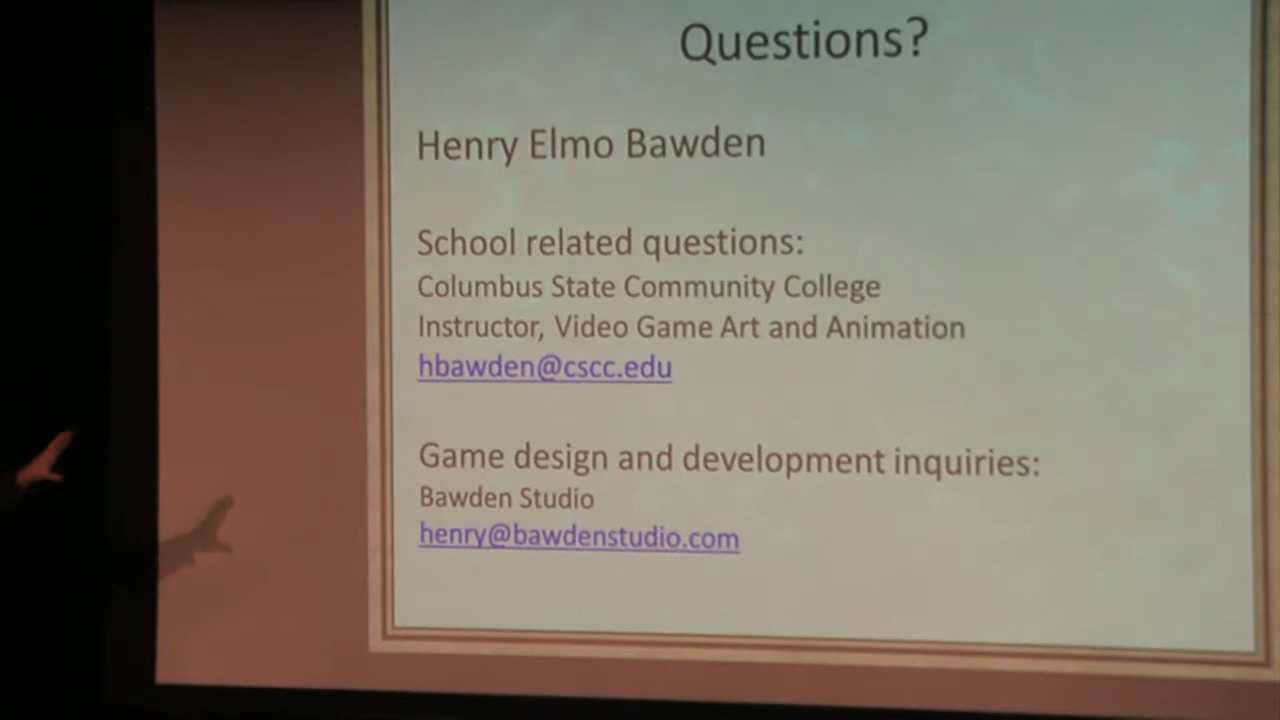 Questions?
Henry Elmo Bawden
School related questions:
Columbus State Community College
Instructor, Video Game Art and Animation
hbawden@cscc.edu
Game design and development inquiries:
Bawden Studio
henry@bawdenstudio.com